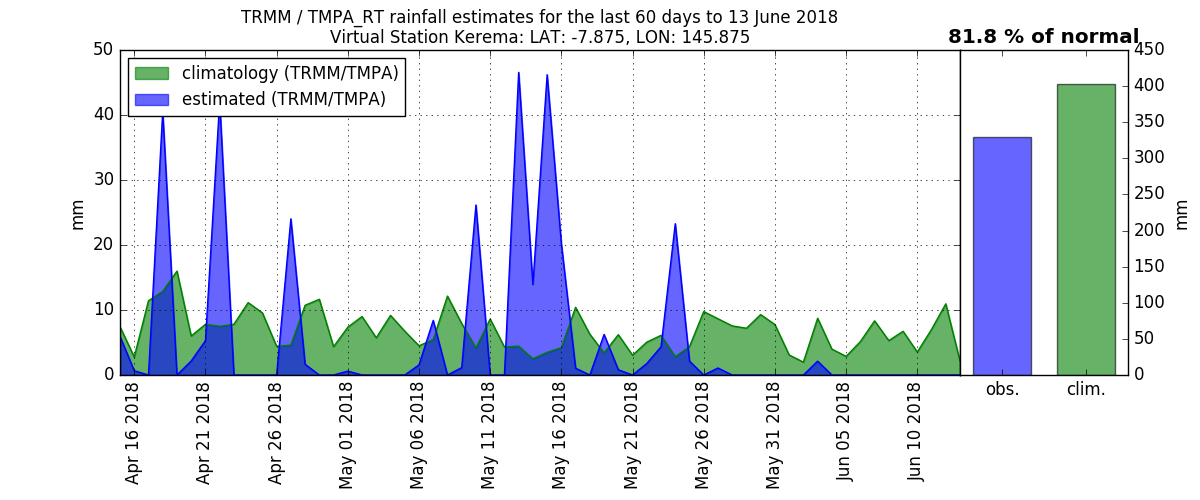 TRMM / TMPA_RT rainfall estimates for the last 60 days to 13 June 2018
Virtual Station Kerema: LAT: -7.875, LON: 145.875
81.8 % of normal
climatology (TRMM/TMPA)
estimated (TRMM/TMPA)
50
40
30
20
10
0
mm
Apr 16 2018
Apr 21 2018
Apr 26 2018
May 01 2018
May 06 2018
May 11 2018
May 16 2018
May 21 2018
May 26 2018
May 31 2018
Jun 05 2018
Jun 10 2018
450
400
350
300
250
200
150
100
50
0
mm
obs.
clim.